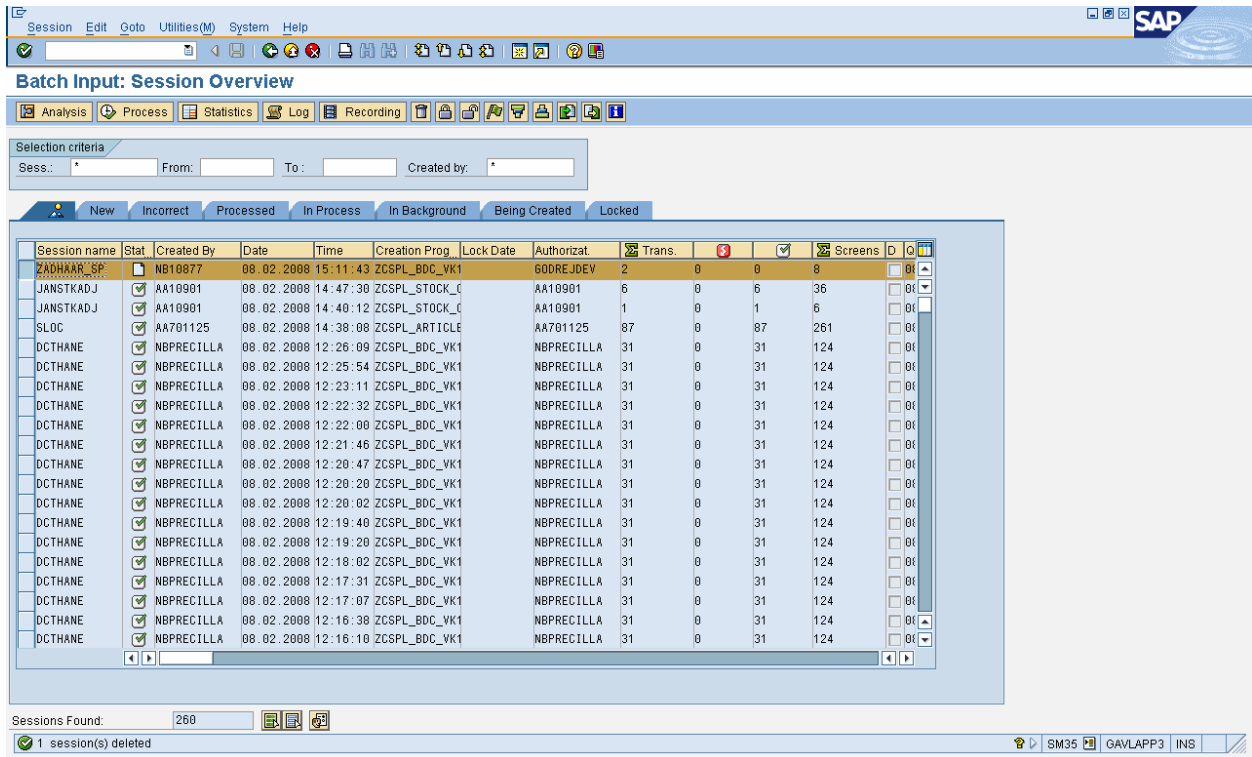 Session Edit Goto Utilities(M) System Help
SAP
Batch Input: Session Overview
Analysis Process Statistics Log Recording
Selection criteria
Sess.: * From: To : Created by: *
New Incorrect Processed In Process In Background Being Created Locked
Session name Stat. Created By Date Time Creation Prog. Lock Date Authorizat. Trans. Screens D Q
ZADHAAR_SP NB10877 08.02.2008 15:11:43 ZCSPL_BDC_VK1 GODREJDEV 2 0 0 8
JANSTKADJ AA10901 08.02.2008 14:47:30 ZCSPL_STOCK_ AA10901 6 0 6 36
JANSTKADJ AA10901 08.02.2008 14:40:12 ZCSPL_STOCK_ AA10901 1 0 1 6
SLOC AA701125 08.02.2008 14:38:08 ZCSPL_ARTICLE AA701125 87 0 87 261
DCTHANE NBPRECILLA 08.02.2008 12:26:09 ZCSPL_BDC_VK1 NBPRECILLA 31 0 31 124
DCTHANE NBPRECILLA 08.02.2008 12:25:54 ZCSPL_BDC_VK1 NBPRECILLA 31 0 31 124
DCTHANE NBPRECILLA 08.02.2008 12:23:11 ZCSPL_BDC_VK1 NBPRECILLA 31 0 31 124
DCTHANE NBPRECILLA 08.02.2008 12:22:32 ZCSPL_BDC_VK1 NBPRECILLA 31 0 31 124
DCTHANE NBPRECILLA 08.02.2008 12:22:00 ZCSPL_BDC_VK1 NBPRECILLA 31 0 31 124
DCTHANE NBPRECILLA 08.02.2008 12:21:46 ZCSPL_BDC_VK1 NBPRECILLA 31 0 31 124
DCTHANE NBPRECILLA 08.02.2008 12:20:47 ZCSPL_BDC_VK1 NBPRECILLA 31 0 31 124
DCTHANE NBPRECILLA 08.02.2008 12:20:20 ZCSPL_BDC_VK1 NBPRECILLA 31 0 31 124
DCTHANE NBPRECILLA 08.02.2008 12:20:02 ZCSPL_BDC_VK1 NBPRECILLA 31 0 31 124
DCTHANE NBPRECILLA 08.02.2008 12:19:40 ZCSPL_BDC_VK1 NBPRECILLA 31 0 31 124
DCTHANE NBPRECILLA 08.02.2008 12:19:20 ZCSPL_BDC_VK1 NBPRECILLA 31 0 31 124
DCTHANE NBPRECILLA 08.02.2008 12:18:02 ZCSPL_BDC_VK1 NBPRECILLA 31 0 31 124
DCTHANE NBPRECILLA 08.02.2008 12:17:31 ZCSPL_BDC_VK1 NBPRECILLA 31 0 31 124
DCTHANE NBPRECILLA 08.02.2008 12:17:07 ZCSPL_BDC_VK1 NBPRECILLA 31 0 31 124
DCTHANE NBPRECILLA 08.02.2008 12:16:38 ZCSPL_BDC_VK1 NBPRECILLA 31 0 31 124
DCTHANE NBPRECILLA 08.02.2008 12:16:10 ZCSPL_BDC_VK1 NBPRECILLA 31 0 31 124
Sessions Found: 260
1 session(s) deleted SM35 GAVLAPP3 INS